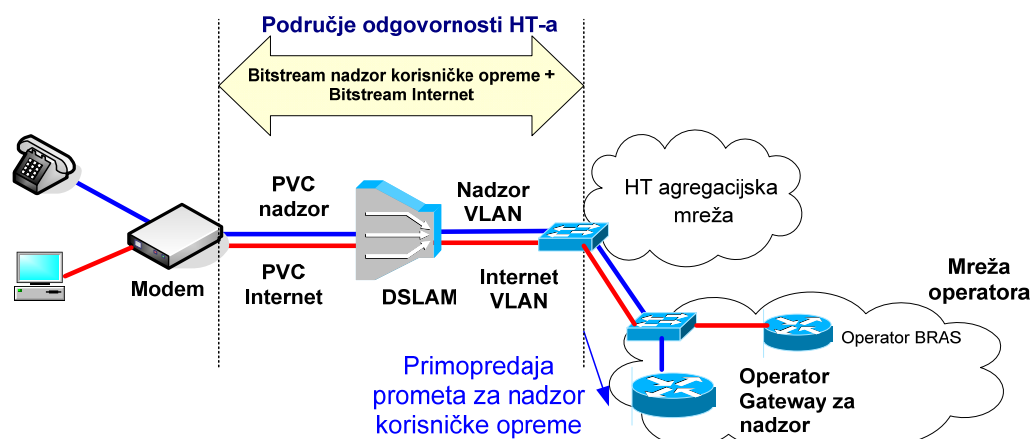 Područje odgovornosti HT-a
Bitstream nadzor korisničke opreme +
Bitstream Internet
PVC
nadzor
Nadzor
VLAN
HT agregacijska
mreža
Modem
PVC
Internet
DSLAM
Internet
VLAN
Mreža
operatora
Operator BRAS
Primopredaja
prometa za nadzor
korisničke opreme
Operator
Gateway za
nadzor